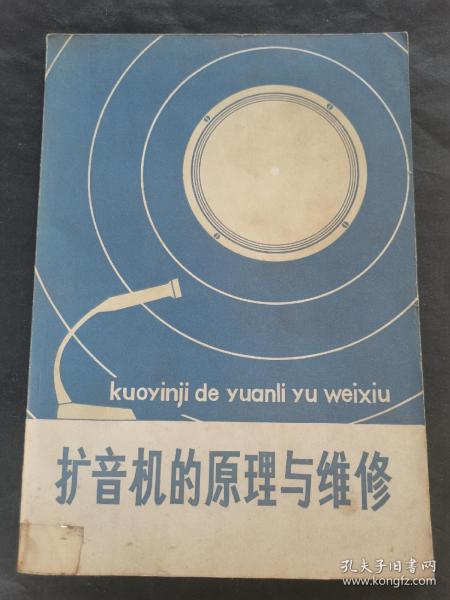 kuoyinji de yuanli yu weixiu
扩音机的原理与维修
孔夫子旧书网
www.kongfz.com